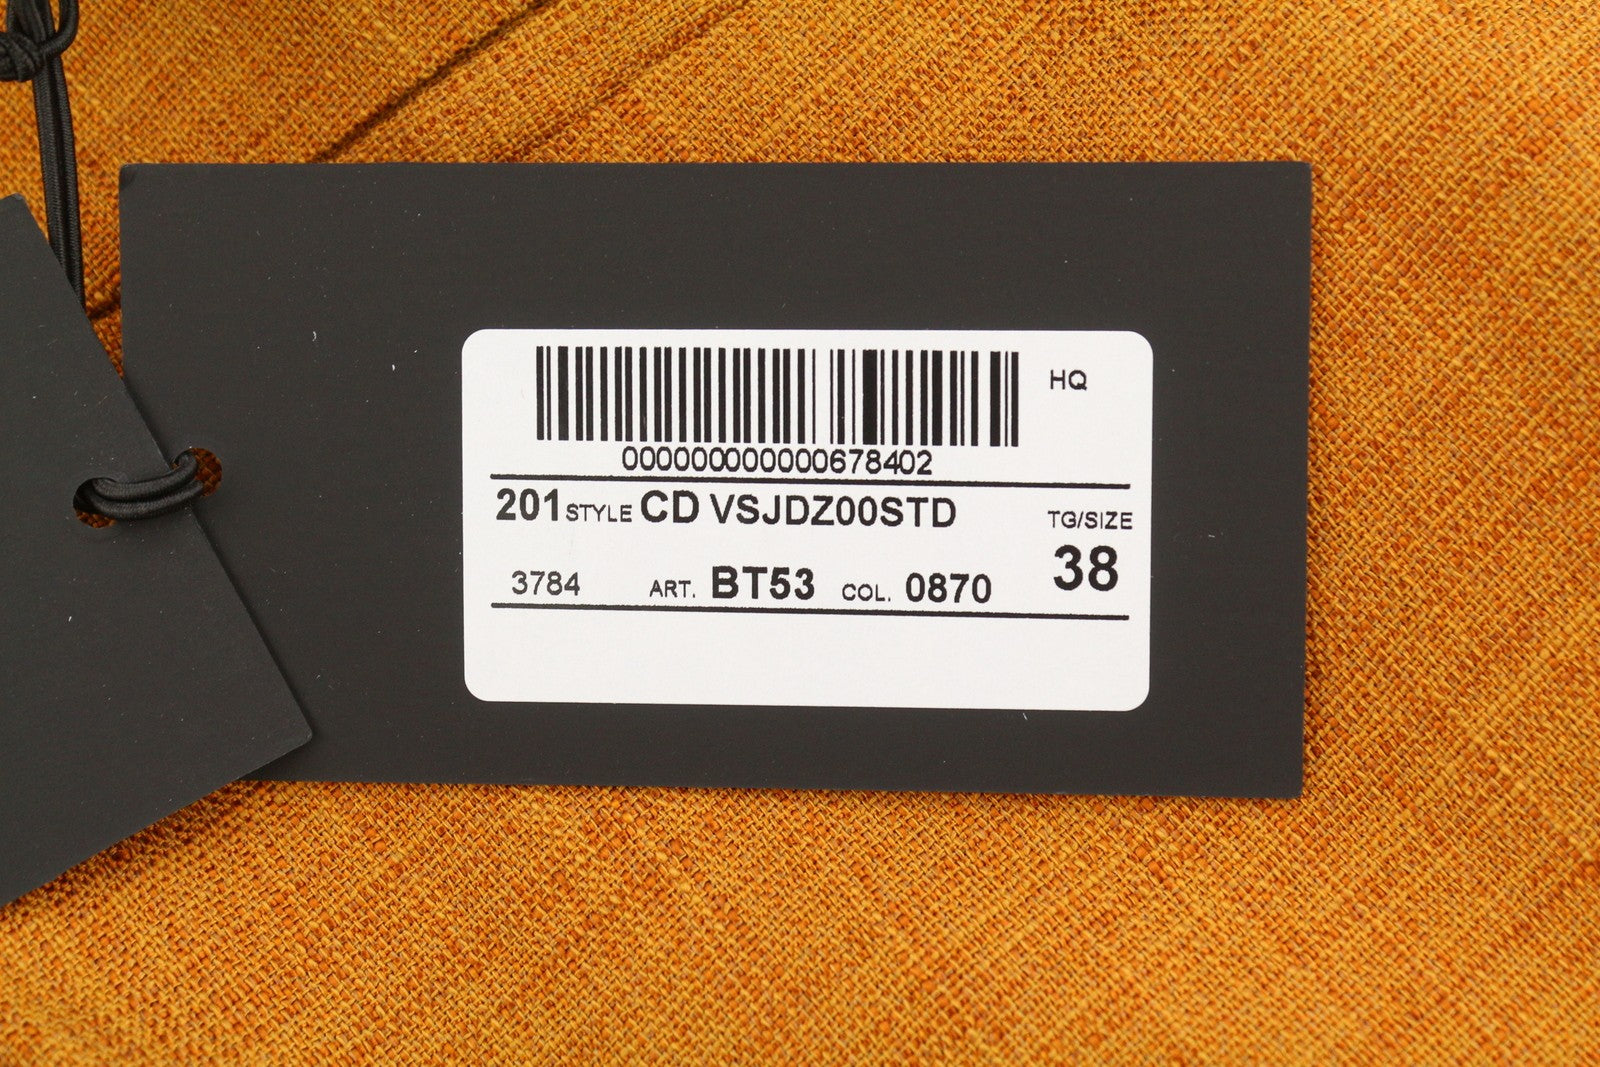 HQ
000000000000678402
201 STYLE CD VSJDZ00STD
TG/SIZE
38
3784 ART. BT53 COL. 0870